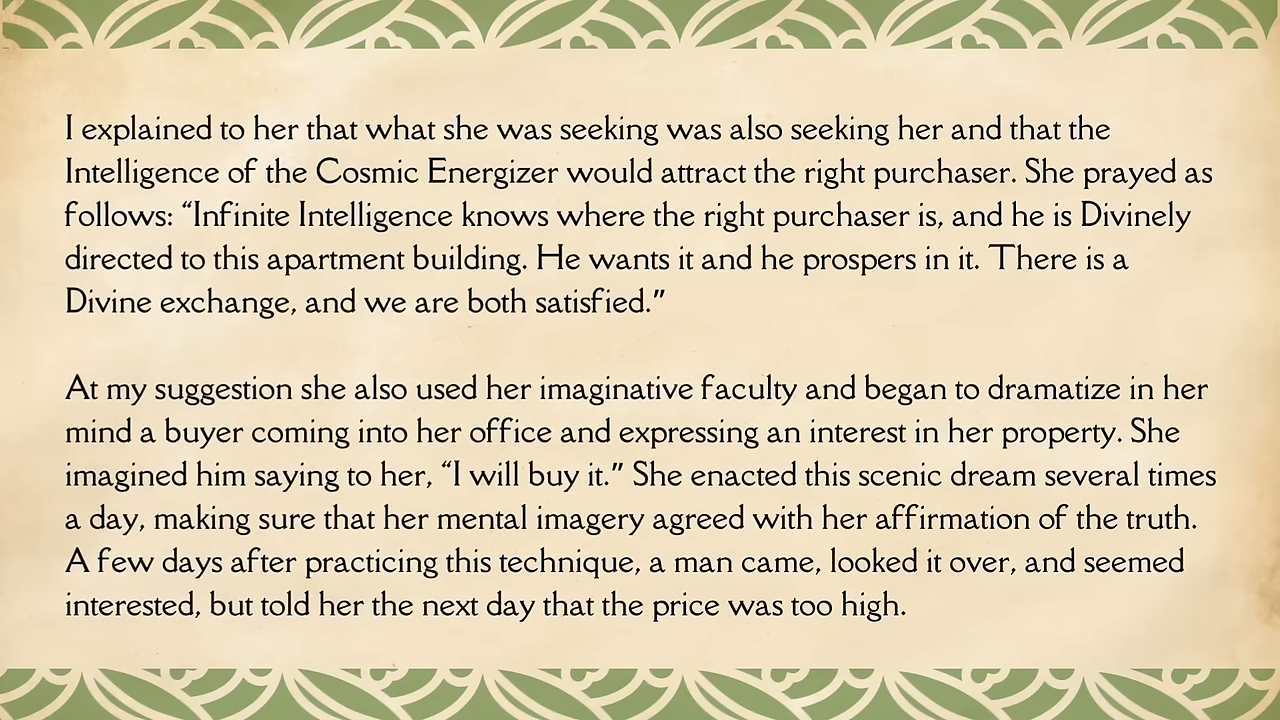 I explained to her that what she was seeking was also seeking her and that the
Intelligence of the Cosmic Energizer would attract the right purchaser. She prayed as
follows: “Infinite Intelligence knows where the right purchaser is, and he is Divinely
directed to this apartment building. He wants it and he prospers in it. There is a
Divine exchange, and we are both satisfied."
At my suggestion she also used her imaginative faculty and began to dramatize in her
mind a buyer coming into her office and expressing an interest in her property. She
imagined him saying to her, “I will buy it." She enacted this scenic dream several times
a day, making sure that her mental imagery agreed with her affirmation of the truth.
A few days after practicing this technique, a man came, looked it over, and seemed
interested, but told her the next day that the price was too high.